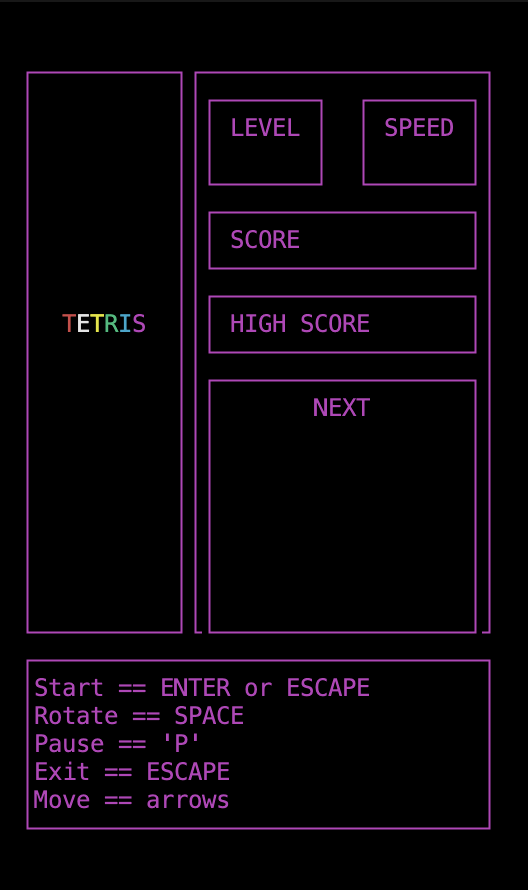 LEVEL SPEED
SCORE
TETRIS
HIGH SCORE
NEXT
Start == ENTER or ESCAPE
Rotate == SPACE
Pause == 'P'
Exit == ESCAPE
Move == arrows